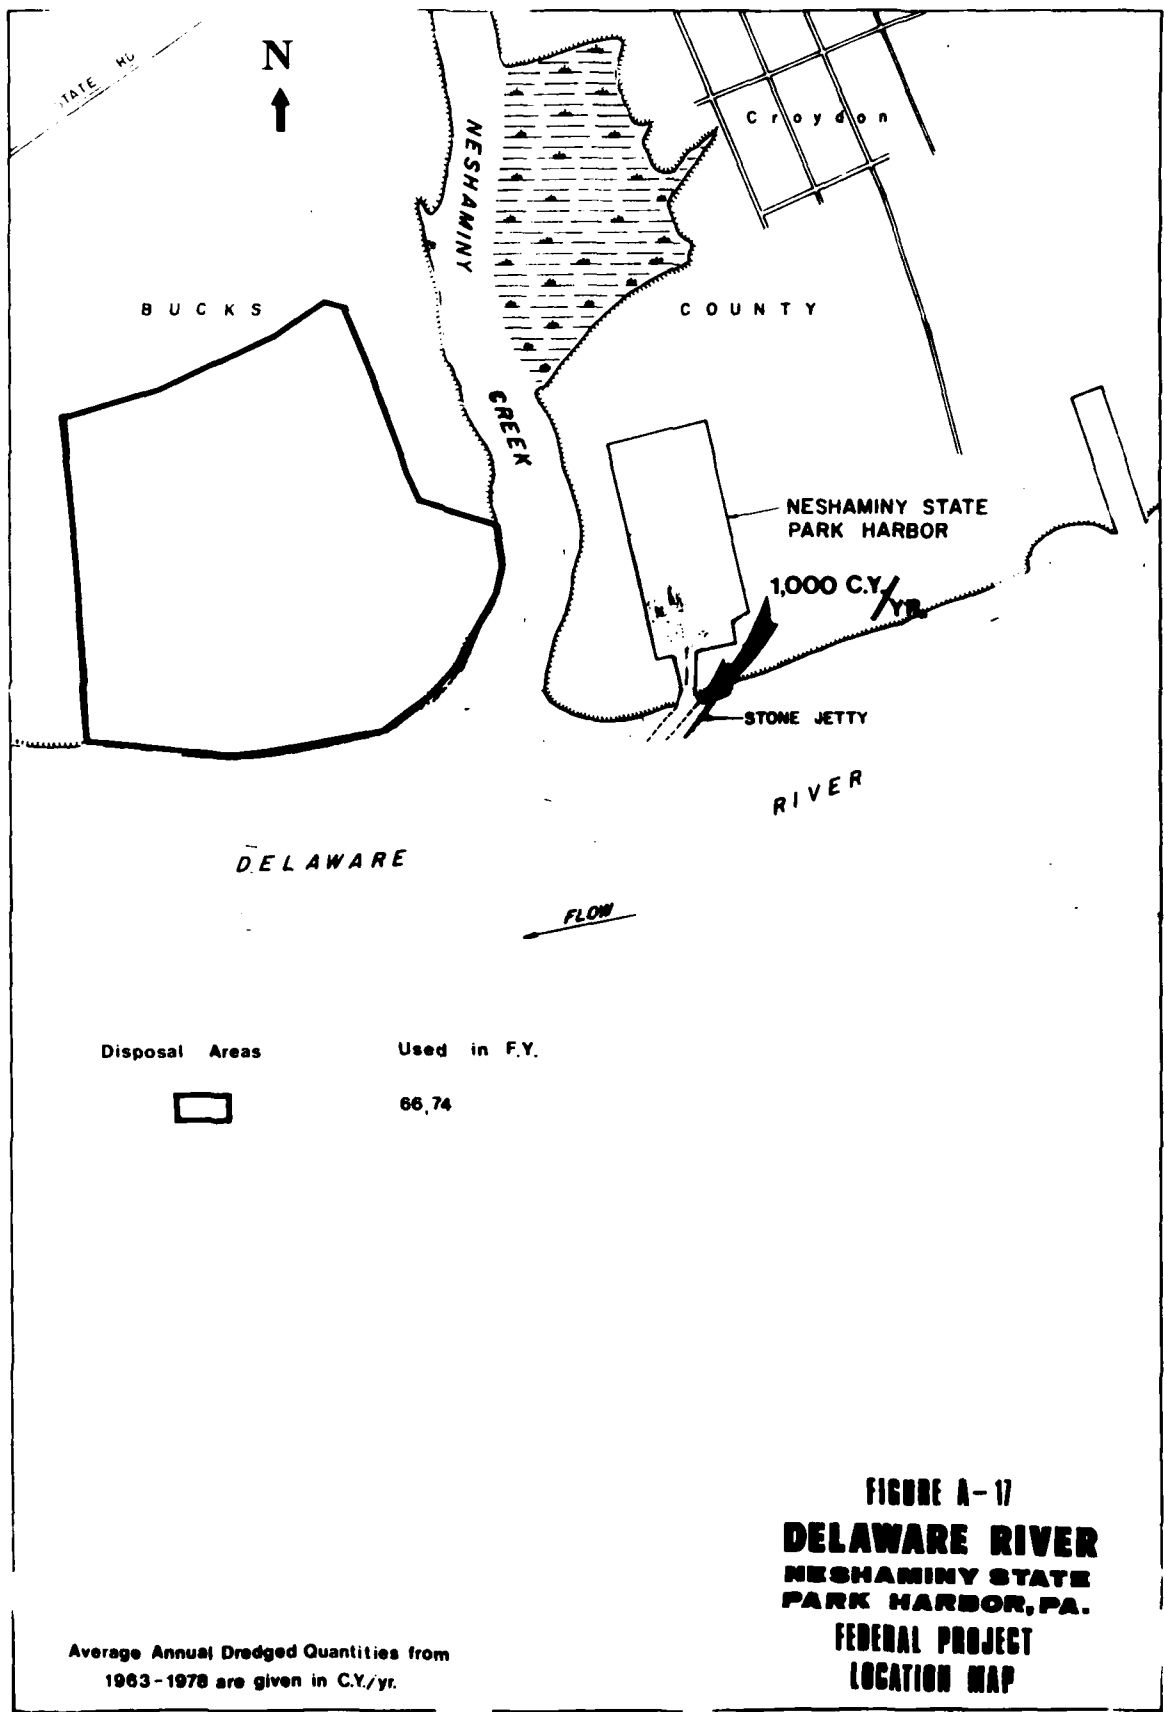 STATE RD
N
Croydon
NESHAMINY
BUCKS
COUNTY
CREEK
NESHAMINY STATE
PARK HARBOR
1,000 C.Y./YR.
STONE JETTY
RIVER
DELAWARE
FLOW
Disposal Areas Used in F.Y.
66,74
FIGURE A-17
DELAWARE RIVER
NESHAMINY STATE
PARK HARBOR, PA.
FEDERAL PROJECT
LOCATION MAP
Average Annual Dredged Quantities from
1963-1978 are given in C.Y./yr.